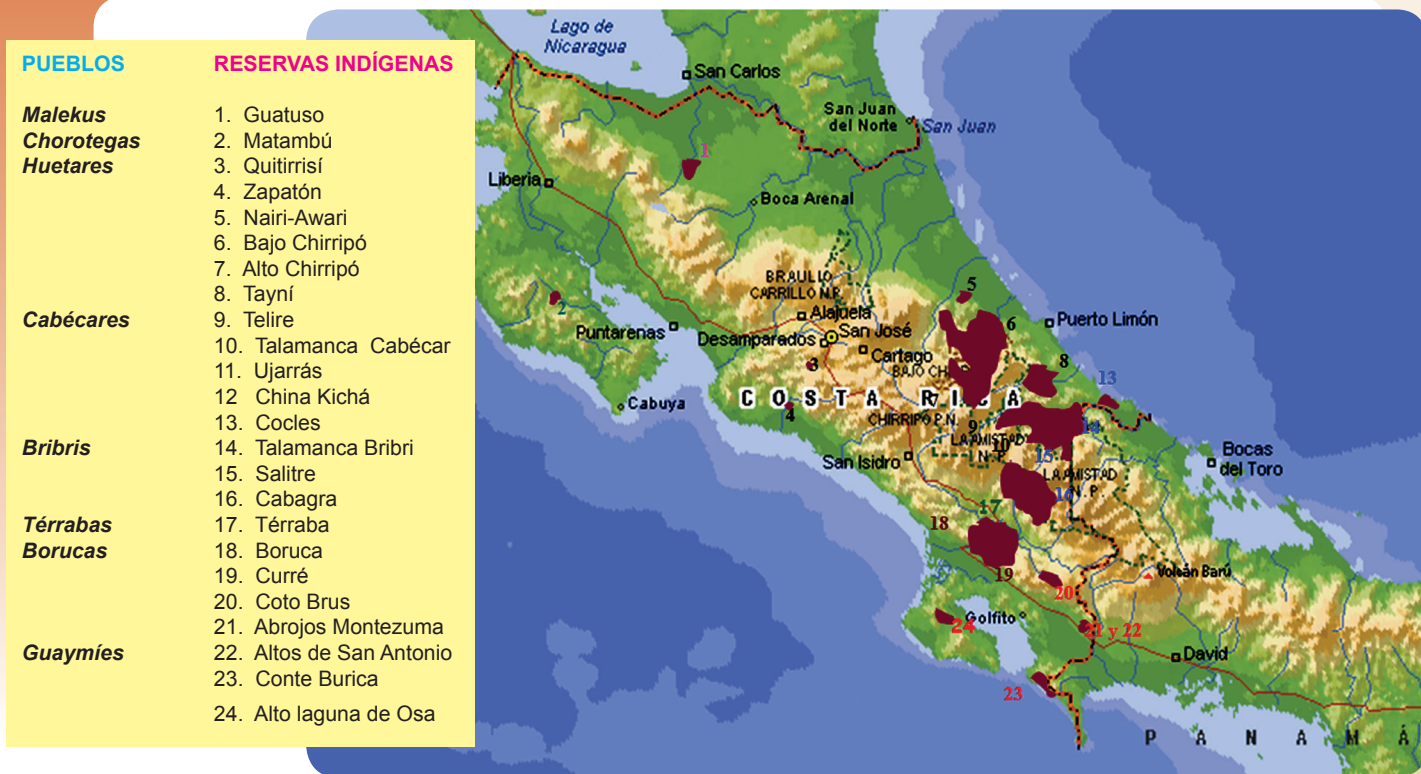 PUEBLOS RESERVAS INDÍGENAS
Malekus 1. Guatuso
Chorotegas 2. Matambú
Huetares 3. Quitirrisí
4. Zapatón
5. Nairi-Awari
6. Bajo Chirripó
7. Alto Chirripó
8. Tayní
Cabécares 9. Telire
10. Talamanca Cabécar
11. Ujarrás
12 China Kichá
13. Cocles
Bribris 14. Talamanca Bribri
15. Salitre
16. Cabagra
Térrabas 17. Térraba
Borucas 18. Boruca
19. Curré
20. Coto Brus
21. Abrojos Montezuma
Guaymíes 22. Altos de San Antonio
23. Conte Burica
24. Alto laguna de Osa
Lago de
Nicaragua
San Carlos
San Juan
del Norte
San Juan
1
Liberia
Boca Arenal
2
BRAULIO
CARRILLO N.P.
Alajuela
5
Puntarenas
San José
6
Puerto Limón
Desamparados
Cartago
3
BAJO
8
13
Cabuya
COSTA RICA
7
4
CHIRRIPO P.N.
9
14
LA AMISTAD
N. P.
10
San Isidro
15
Bocas
del Toro
LA AMISTAD
N. P.
16
17
18
19
Volcán Barú
20
Golfito
24
21 y 22
David
23
PANAMÁ